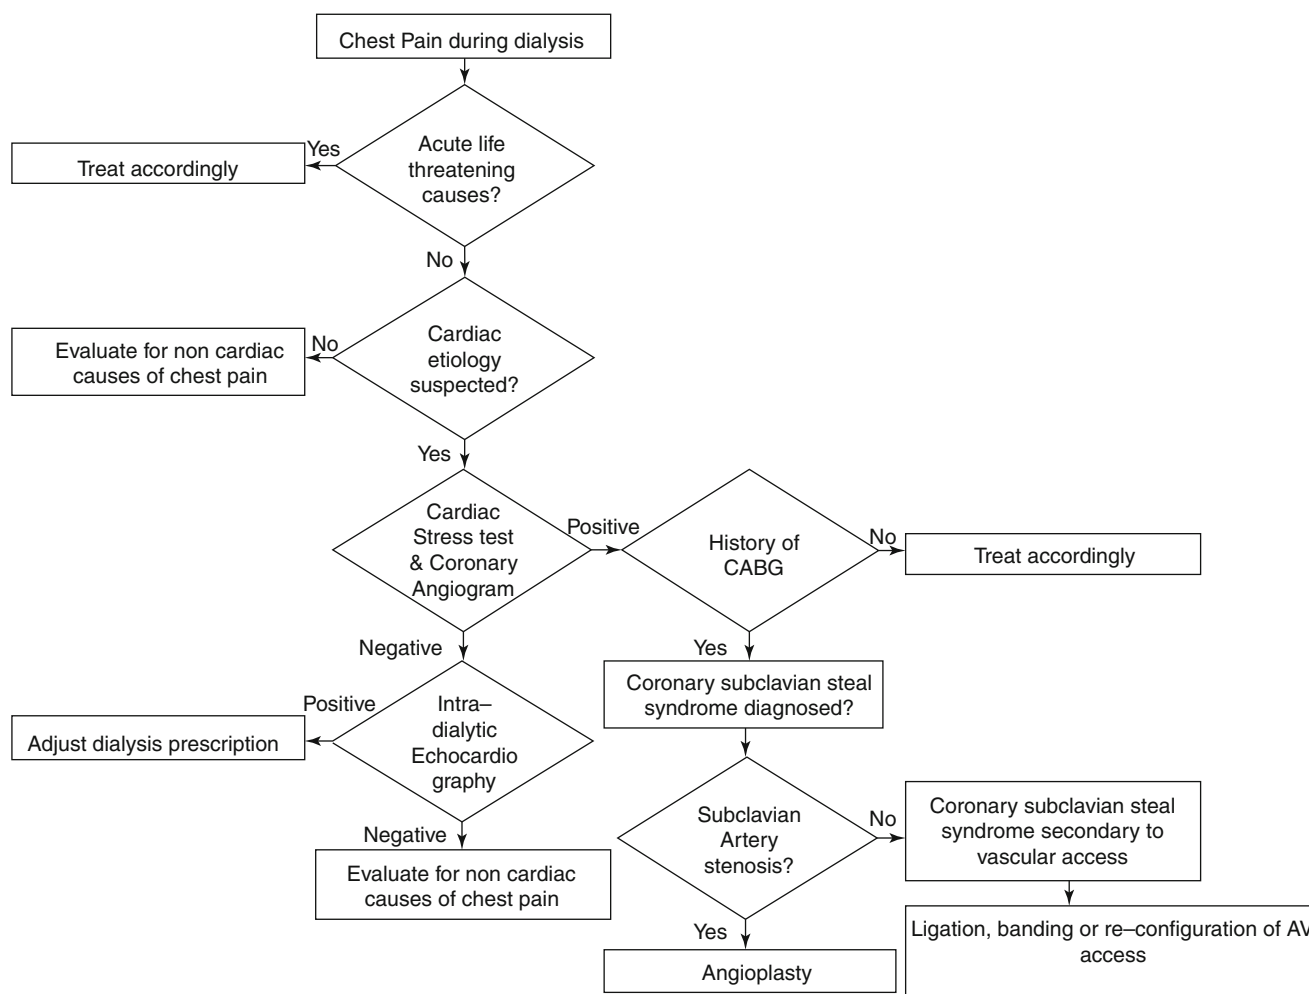 Chest Pain during dialysis
Acute life
threatening
causes?
Yes
Treat accordingly
No
Cardiac
etiology
suspected?
No
Evaluate for non cardiac
causes of chest pain
Yes
Cardiac
Stress test
& Coronary
Angiogram
Positive
History of
CABG
No
Treat accordingly
Negative
Yes
Intra–
dialytic
Echocardio
graphy
Positive
Adjust dialysis prescription
Negative
Evaluate for non cardiac
causes of chest pain
Coronary subclavian steal
syndrome diagnosed?
Subclavian
Artery
stenosis?
No
Coronary subclavian steal
syndrome secondary to
vascular access
Ligation, banding or re–configuration of AV
access
Yes
Angioplasty